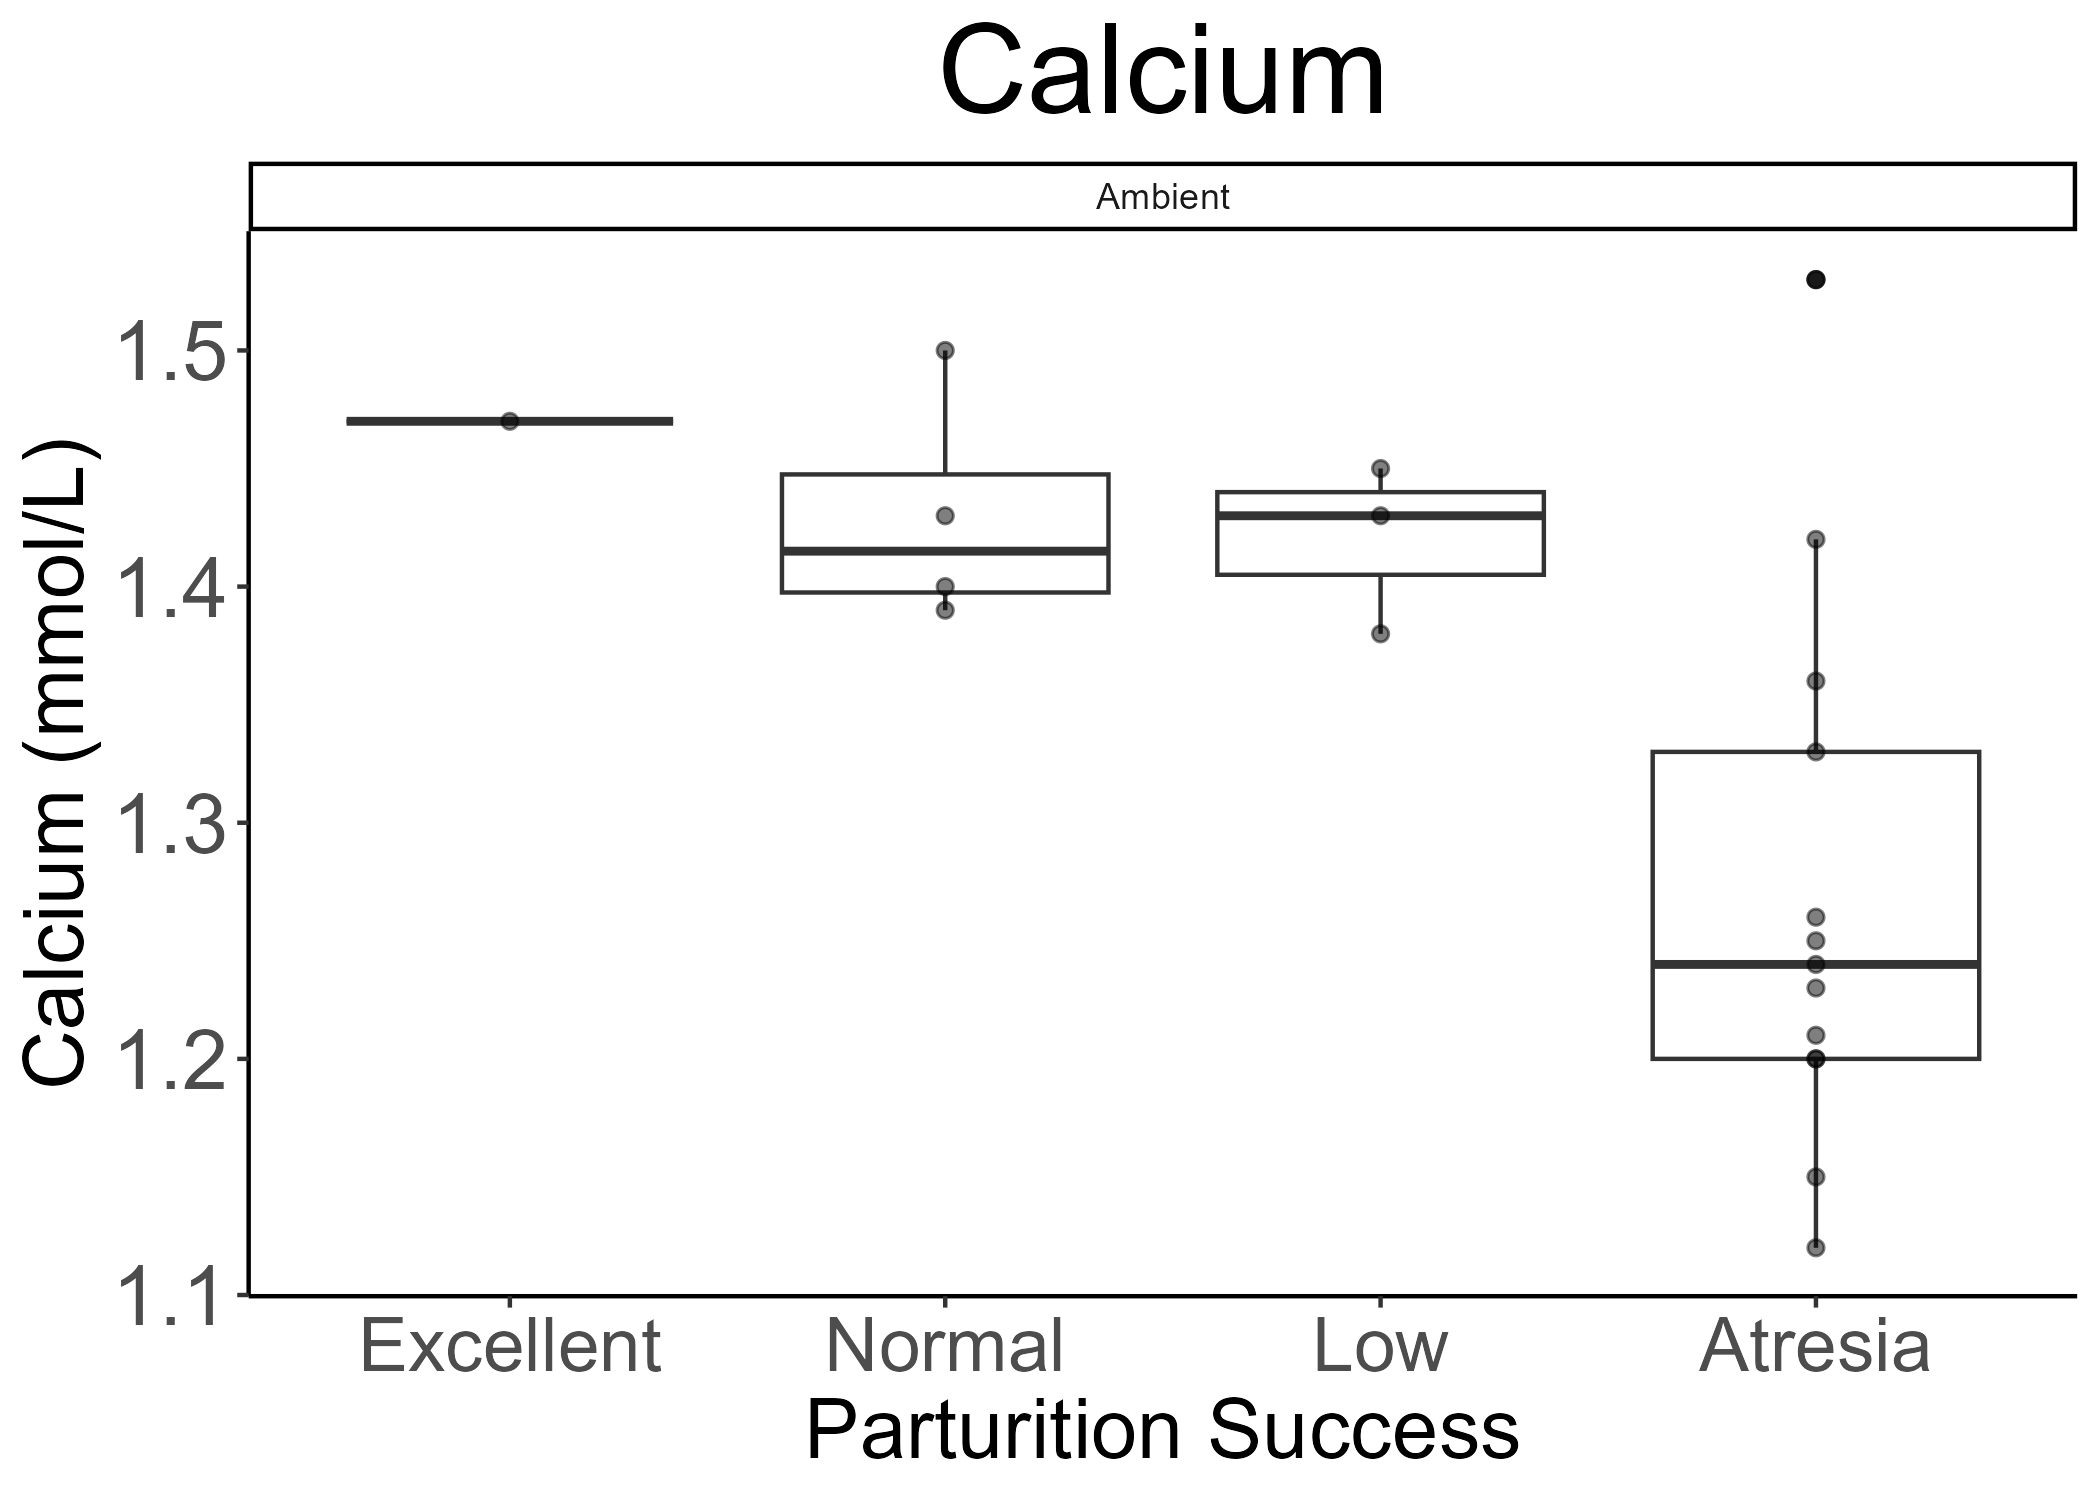 Calcium
Ambient
Calcium (mmol/L)
1.5
1.4
1.3
1.2
1.1
Excellent Normal Low Atresia
Parturition Success